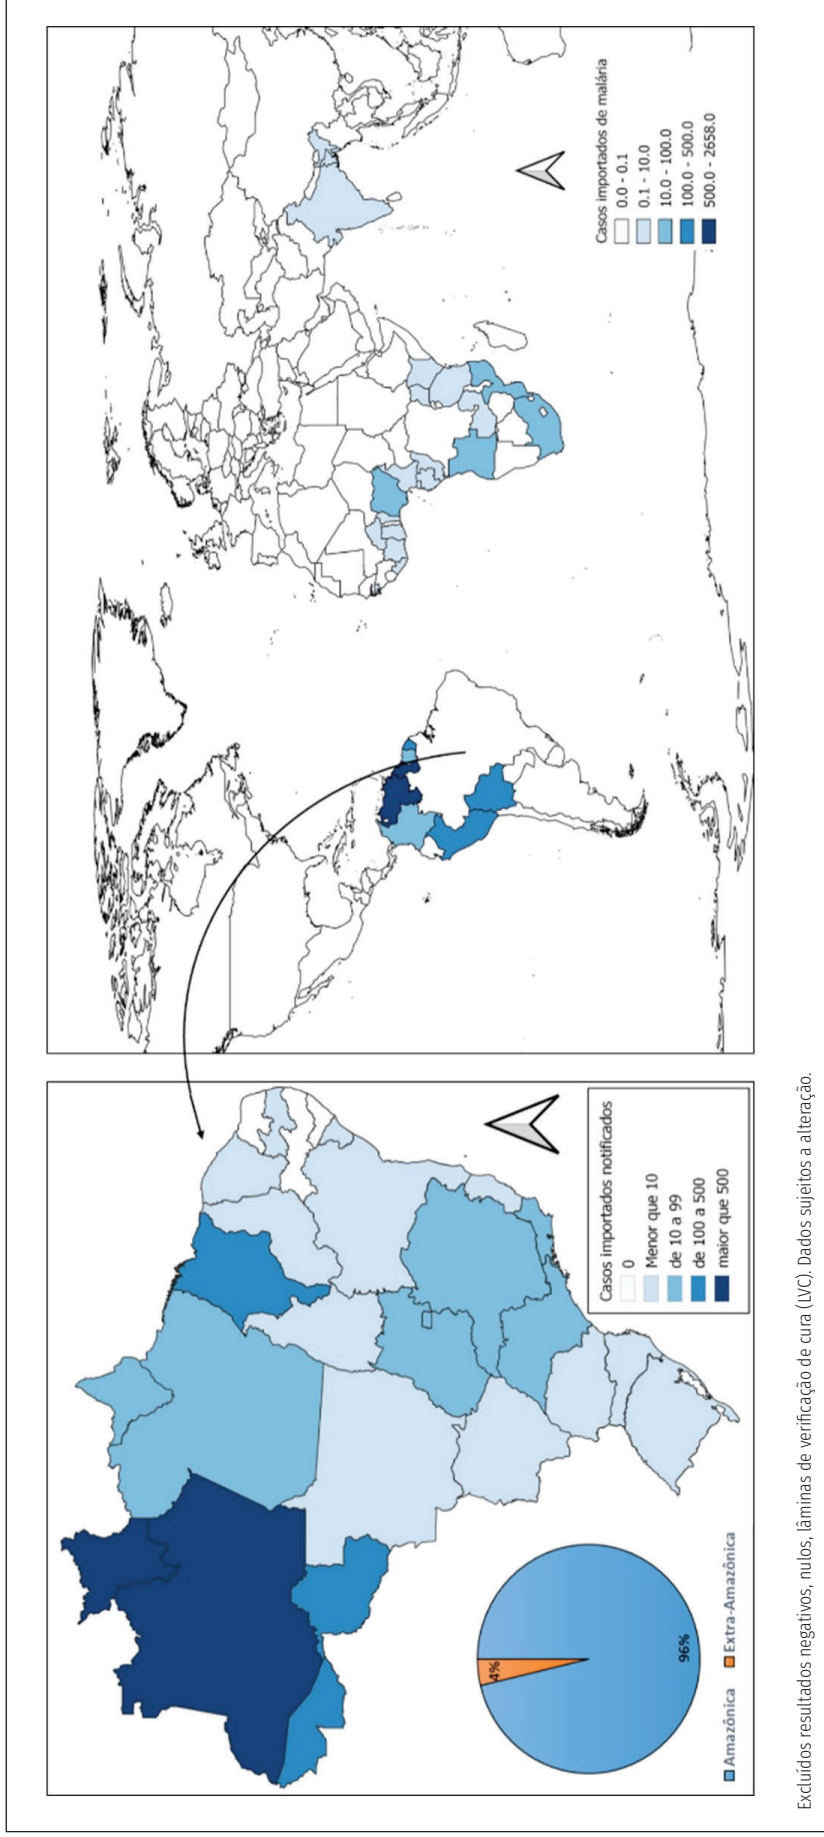 Casos importados notificados
0
Menor que 10
de 10 a 99
de 100 a 500
maior que 500
Amazônica
Extra-Amazônica
4%
96%
Casos importados de malária
0.0 - 0.1
0.1 - 10.0
10.0 - 100.0
100.0 - 500.0
500.0 - 2658.0
Excluídos resultados negativos, nulos, lâminas de verificação de cura (LVC). Dados sujeitos a alteração.